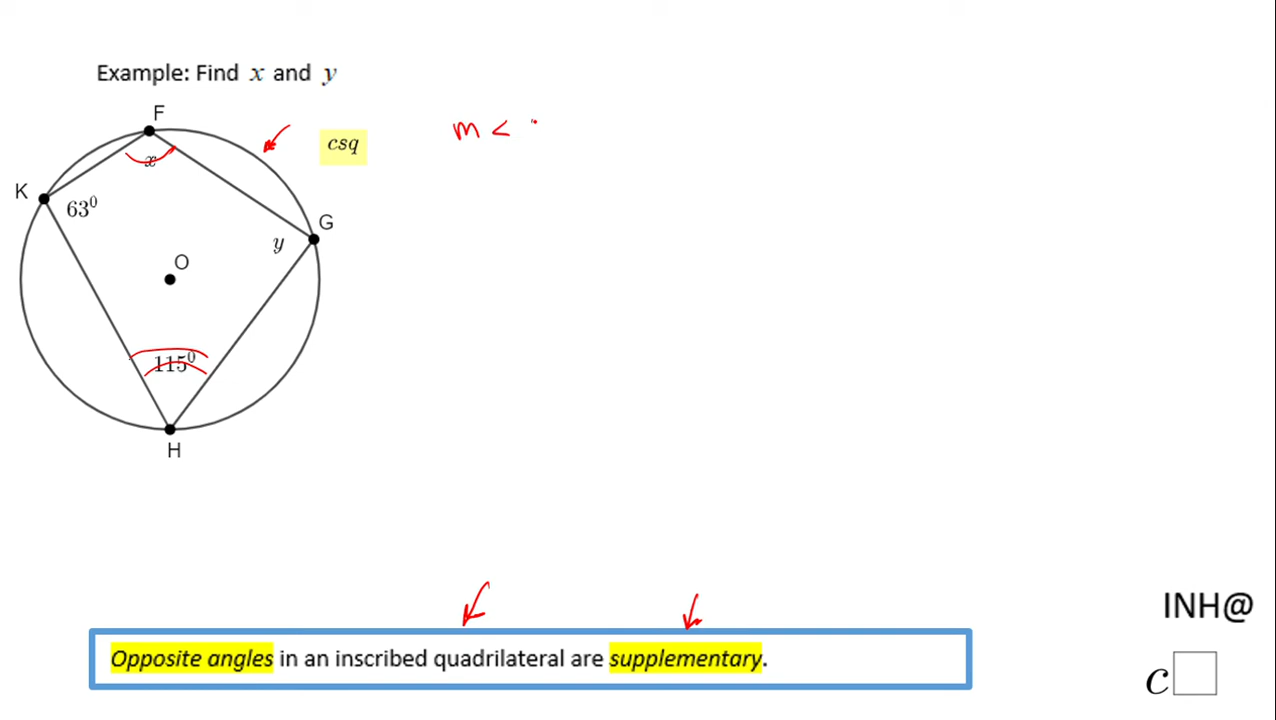 Example: Find x and y
F
csq
m <
x
K
63⁰
G
y
O
115⁰
H
INH@
Opposite angles in an inscribed quadrilateral are supplementary.
c